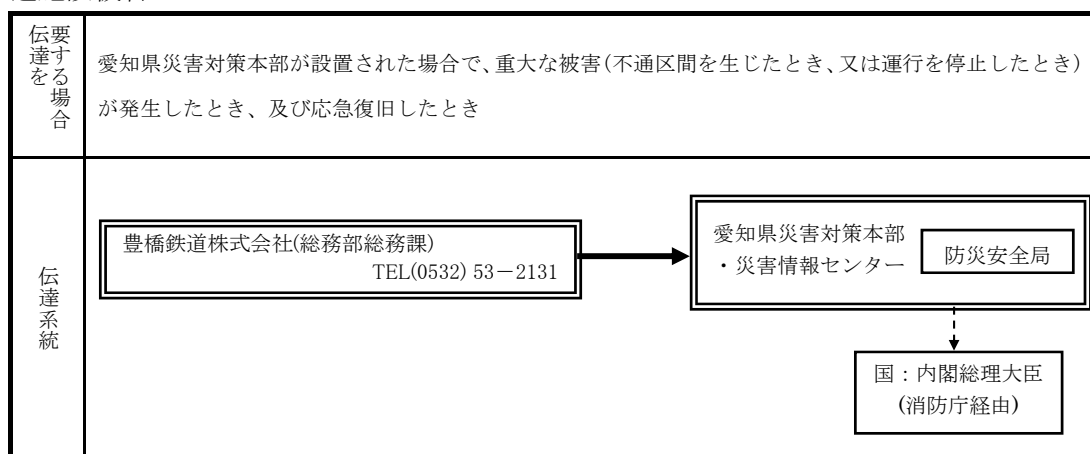 伝達を
要する場合
愛知県災害対策本部が設置された場合で、重大な被害(不通区間を生じたとき、又は運行を停止したとき)
が発生したとき、及び応急復旧したとき
伝達系統
豊橋鉄道株式会社(総務部総務課)
TEL(0532) 53－2131
愛知県災害対策本部
・災害情報センター
防災安全局
国：内閣総理大臣
(消防庁経由)